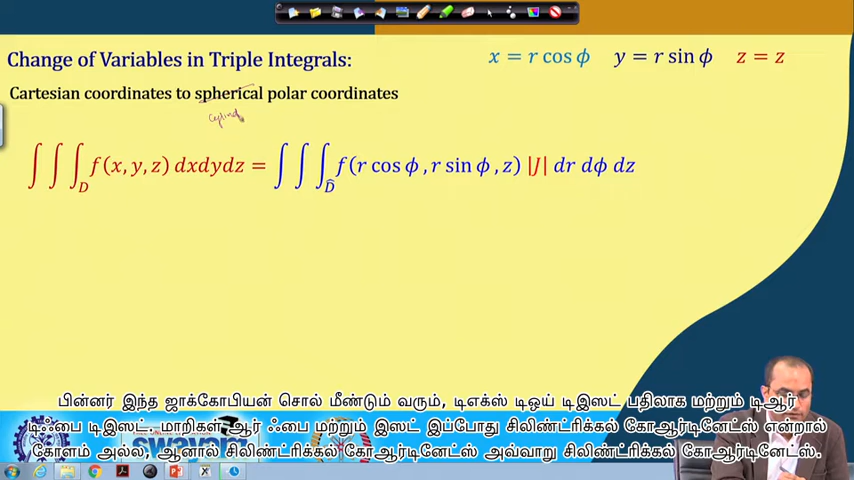 Change of Variables in Triple Integrals:
x = r cos ϕ y = r sin ϕ z = z
Cartesian coordinates to spherical polar coordinates
∫ ∫ ∫_D f(x, y, z) dxdydz = ∫ ∫ ∫_D̂ f(r cos ϕ , r sin ϕ , z) |J| dr dϕ dz
பின்னர் இந்த ஜாக்கோபியன் சொல் மீண்டும் வரும், டிஎக்ஸ் டிஒய் டிஇஸட் பதிலாக மற்றும் டிஆர்
டிஃபை டிஇஸட். மாறிகள் ஆர் ஃபை மற்றும் இஸட் இப்போது சிலிண்ட்ரிக்கல் கோஆர்டினேட்ஸ் என்றால்
கோளம் அல்ல, ஆனால் சிலிண்ட்ரிக்கல் கோஆர்டினேட்ஸ் அவ்வாறு சிலிண்ட்ரிக்கல் கோஆர்டினேட்ஸ்.